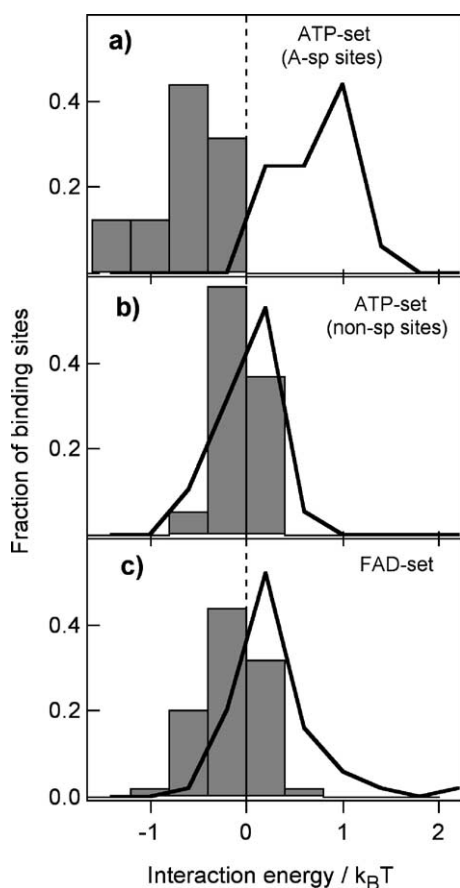 a)
ATP-set
(A-sp sites)
0.4
0.2
b)
ATP-set
(non-sp sites)
0.4
0.2
c)
FAD-set
0.4
0.2
0.0
-1
0
1
2
Fraction of binding sites
Interaction energy / kBT